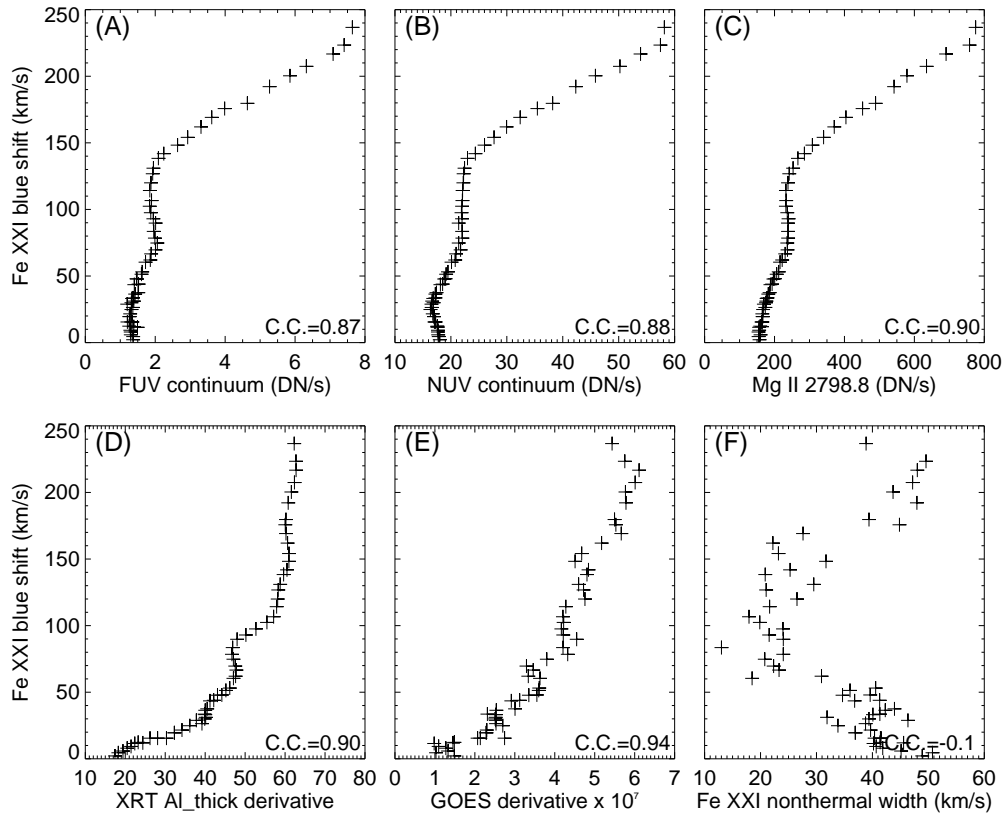 (A)
(B)
(C)
Fe XXI blue shift (km/s)
250
200
150
100
50
0
C.C.=0.87
C.C.=0.88
C.C.=0.90
0 2 4 6 8
10 20 30 40 50 60
0 200 400 600 800
FUV continuum (DN/s)
NUV continuum (DN/s)
Mg II 2798.8 (DN/s)
(D)
(E)
(F)
Fe XXI blue shift (km/s)
250
200
150
100
50
0
C.C.=0.90
C.C.=0.94
C.C.=-0.1
10 20 30 40 50 60 70 80
0 1 2 3 4 5 6 7
10 20 30 40 50 60
XRT Al_thick derivative
GOES derivative x 10⁷
Fe XXI nonthermal width (km/s)